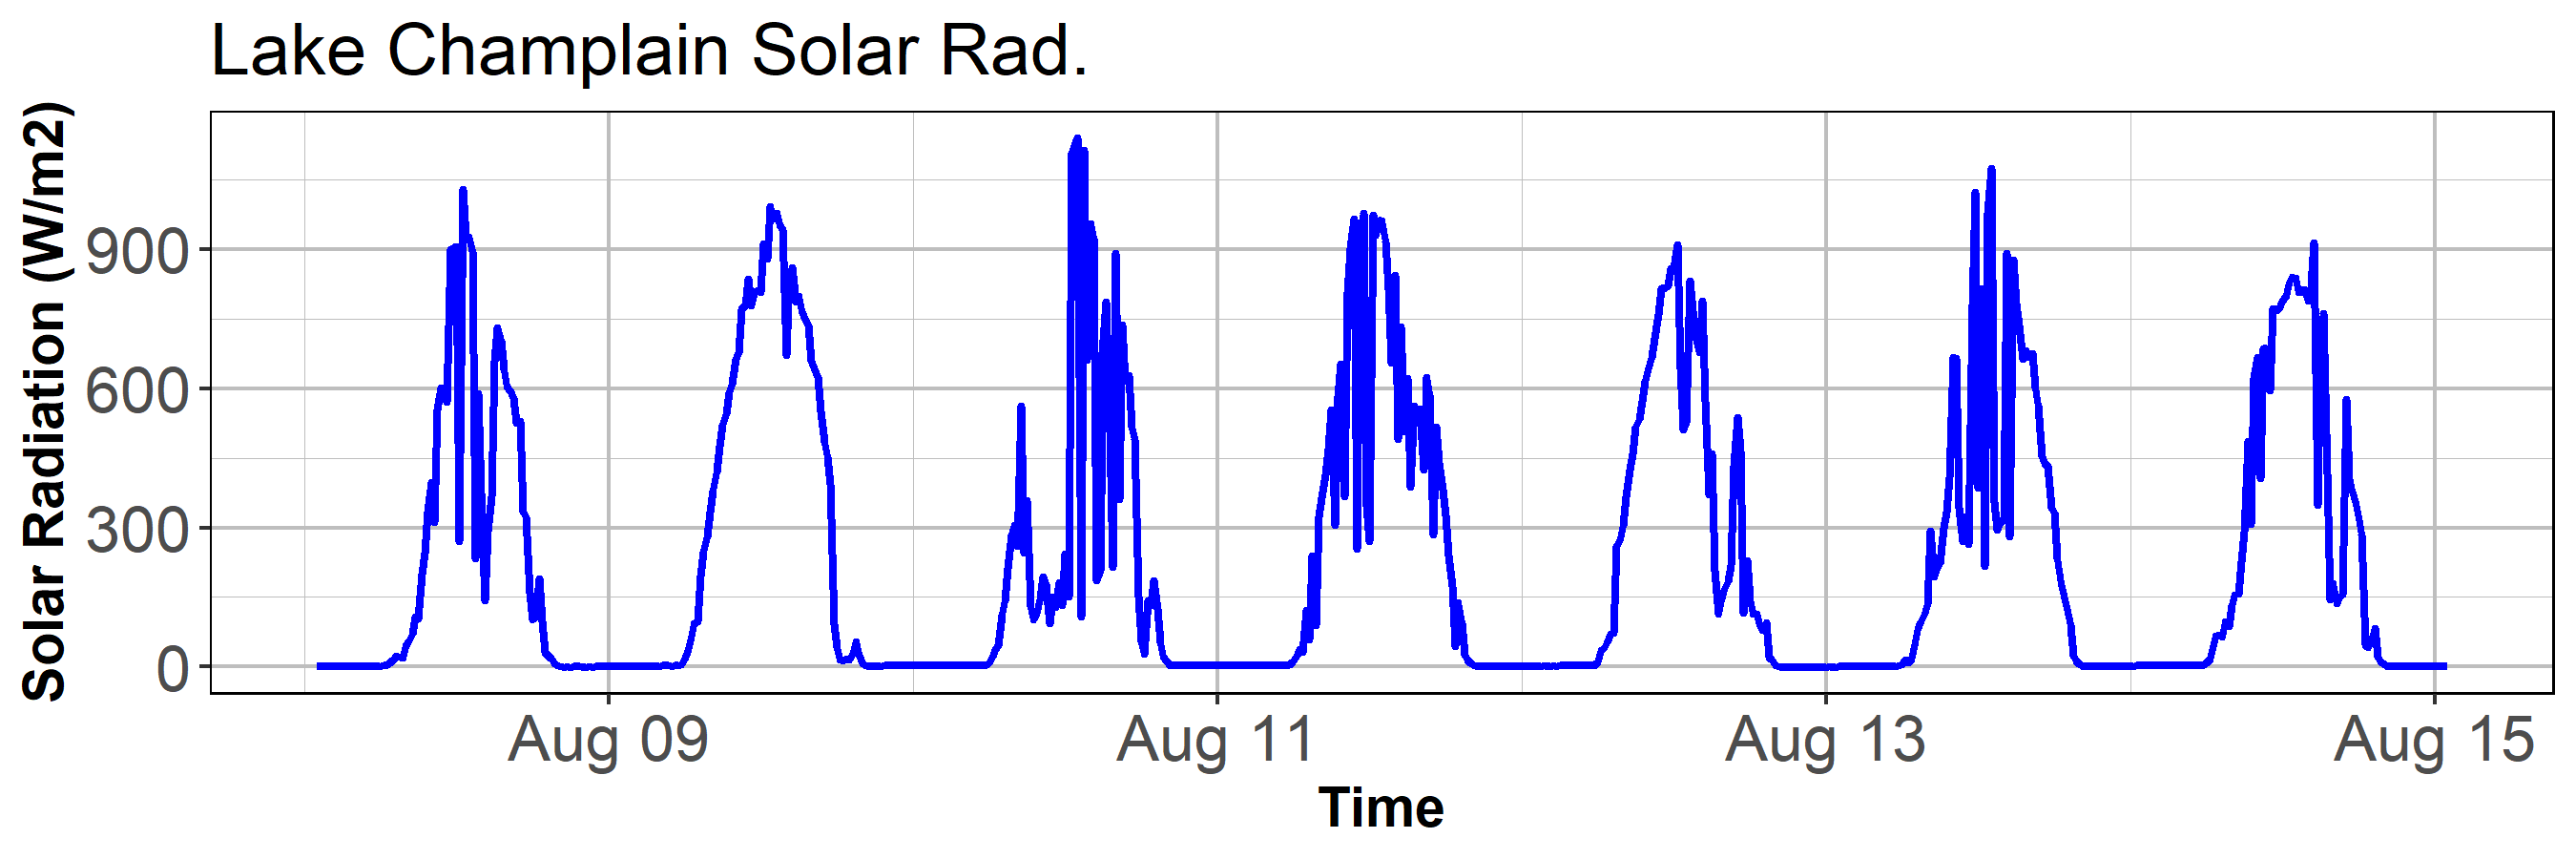 Lake Champlain Solar Rad.
Solar Radiation (W/m2)
900
600
300
0
Aug 09
Aug 11
Aug 13
Aug 15
Time